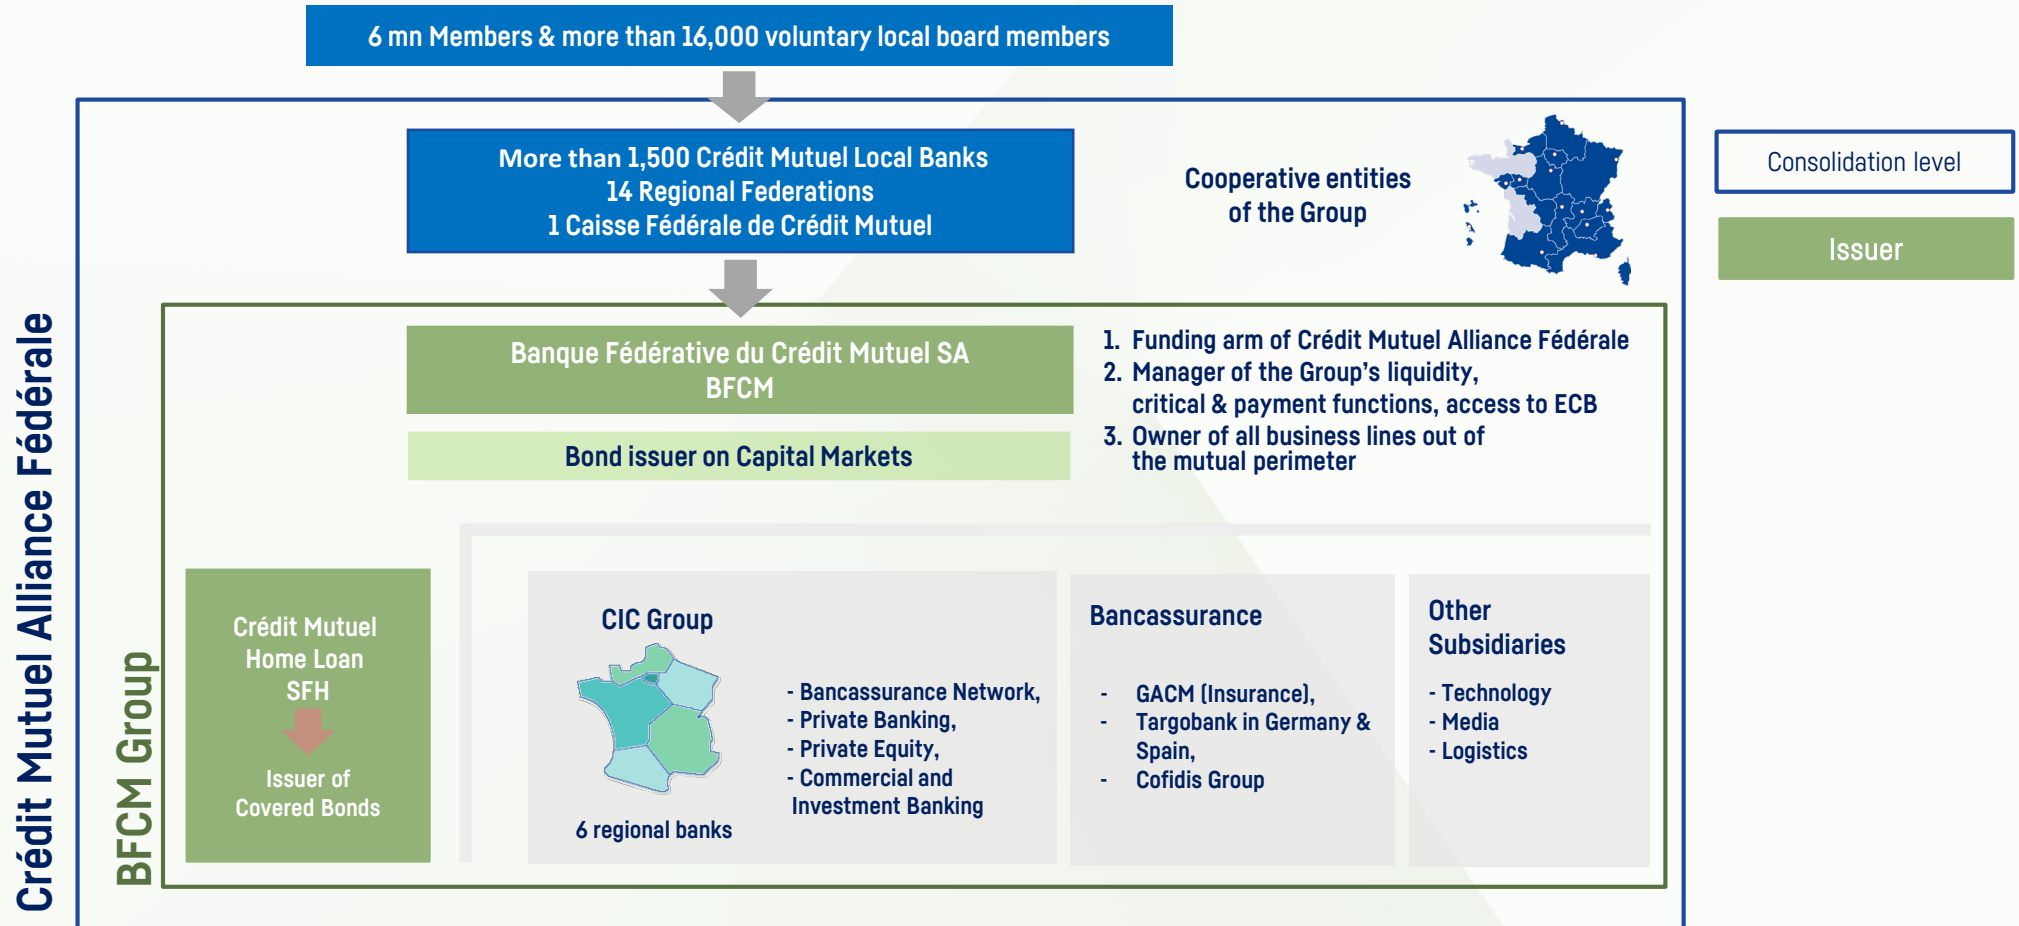 6 mn Members & more than 16,000 voluntary local board members
More than 1,500 Crédit Mutuel Local Banks
14 Regional Federations
1 Caisse Fédérale de Crédit Mutuel
Cooperative entities
of the Group
Consolidation level
Issuer
Crédit Mutuel Alliance Fédérale
BFCM Group
Banque Fédérative du Crédit Mutuel SA
BFCM
Bond issuer on Capital Markets
1. Funding arm of Crédit Mutuel Alliance Fédérale
2. Manager of the Group's liquidity,
critical & payment functions, access to ECB
3. Owner of all business lines out of
the mutual perimeter
Crédit Mutuel
Home Loan
SFH
Issuer of
Covered Bonds
CIC Group
6 regional banks
- Bancassurance Network,
- Private Banking,
- Private Equity,
- Commercial and
Investment Banking
Bancassurance
- GACM (Insurance),
- Targobank in Germany &
Spain,
- Cofidis Group
Other
Subsidiaries
- Technology
- Media
- Logistics